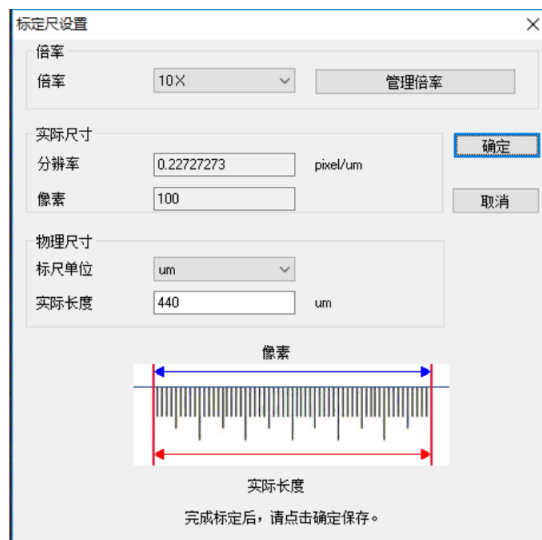 标定尺设置
倍率
倍率 10X 管理倍率
实际尺寸
分辨率 0.22727273 pixel/um 确定
像素 100 取消
物理尺寸
标尺单位 um
实际长度 440 um
像素
实际长度
完成标定后，请点击确定保存。